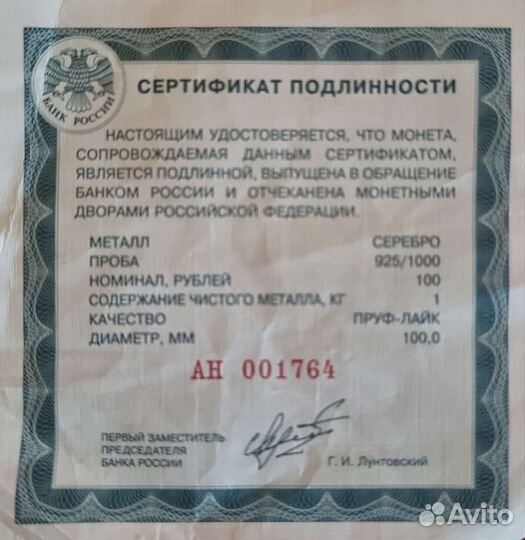 БАНК РОССИИ
СЕРТИФИКАТ ПОДЛИННОСТИ
НАСТОЯЩИМ УДОСТОВЕРЯЕТСЯ, ЧТО МОНЕТА,
СОПРОВОЖДАЕМАЯ ДАННЫМ СЕРТИФИКАТОМ,
ЯВЛЯЕТСЯ ПОДЛИННОЙ, ВЫПУЩЕНА В ОБРАЩЕНИЕ
БАНКОМ РОССИИ И ОТЧЕКАНЕНА МОНЕТНЫМИ
ДВОРАМИ РОССИЙСКОЙ ФЕДЕРАЦИИ.
МЕТАЛЛ СЕРЕБРО
ПРОБА 925/1000
НОМИНАЛ, РУБЛЕЙ 100
СОДЕРЖАНИЕ ЧИСТОГО МЕТАЛЛА, КГ 1
КАЧЕСТВО ПРУФ-ЛАЙК
ДИАМЕТР, ММ 100,0
АН 001764
ПЕРВЫЙ ЗАМЕСТИТЕЛЬ
ПРЕДСЕДАТЕЛЯ
БАНКА РОССИИ Г. И. Лунтовский
Avito